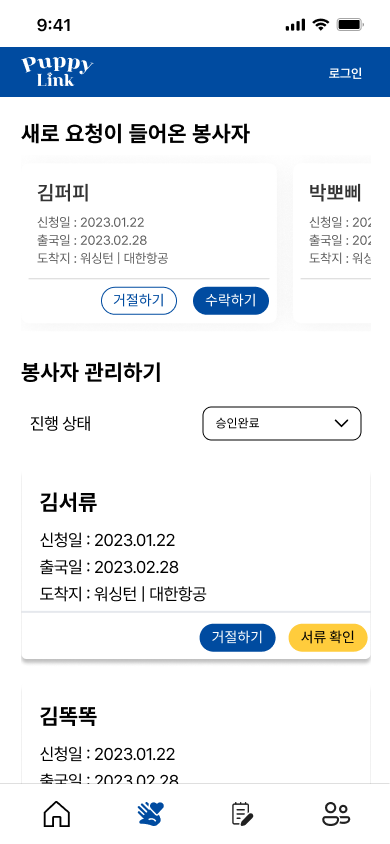 9:41
Puppy
Link
로그인
새로 요청이 들어온 봉사자
김퍼피
신청일 : 2023.01.22
출국일 : 2023.02.28
도착지 : 워싱턴 | 대한항공
거절하기
수락하기
박뽀삐
신청일 : 202
출국일 : 202
도착지 : 워싱
봉사자 관리하기
진행 상태
승인완료
김서류
신청일 : 2023.01.22
출국일 : 2023.02.28
도착지 : 워싱턴 | 대한항공
거절하기
서류 확인
김똑똑
신청일 : 2023.01.22
출국일 : 2023.02.28